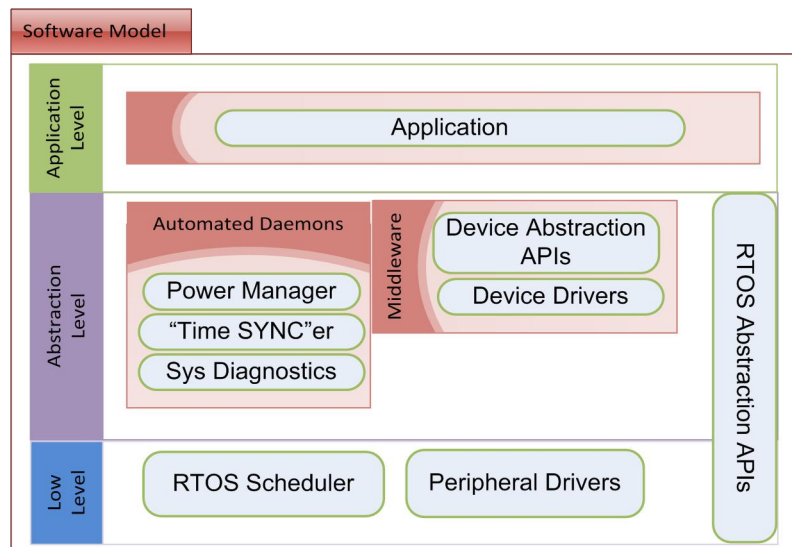 Software Model
Application
Level
Application
Abstraction
Level
Automated Daemons
Power Manager
“Time SYNC”er
Sys Diagnostics
Middleware
Device Abstraction
APIs
Device Drivers
RTOS Abstraction APIs
Low
Level
RTOS Scheduler
Peripheral Drivers